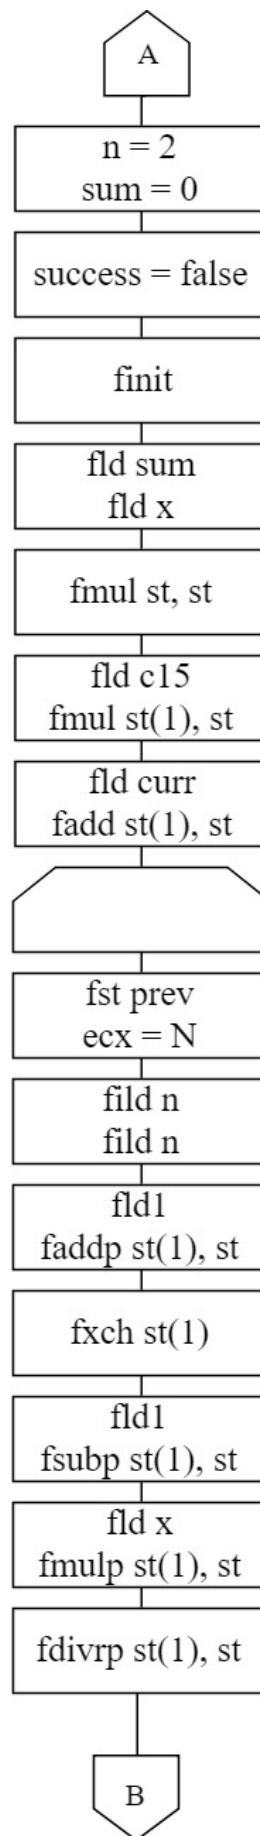 A
n = 2
sum = 0
success = false
finit
fld sum
fld x
fmul st, st
fld c15
fmul st(1), st
fld curr
fadd st(1), st
fst prev
ecx = N
fild n
fild n
fld1
faddp st(1), st
fxch st(1)
fld1
fsubp st(1), st
fld x
fmulp st(1), st
fdivrp st(1), st
B